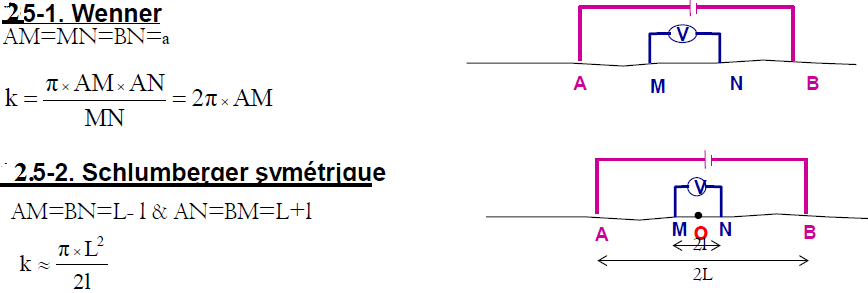 2.5-1. Wenner
AM=MN=BN=a
k = π × AM × AN / MN = 2π × AM
V
A M N B
2.5-2. Schlumberger symétrique
AM=BN=L- l & AN=BM=L+l
k ≈ π × L² / 2l
V
A M O N B
2l
2L